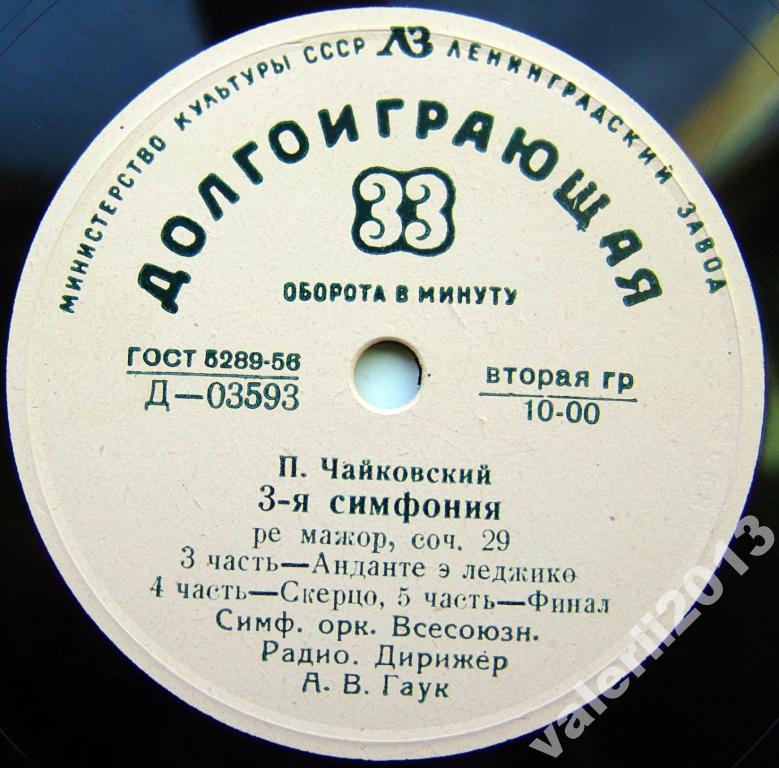 МИНИСТЕРСТВО КУЛЬТУРЫ СССР ЛЗ ЛЕНИНГРАДСКИЙ ЗАВОД
ДОЛГОИГРАЮЩАЯ
33
ОБОРОТА В МИНУТУ
ГОСТ 5289-56
Д—03593
вторая гр
10-00
П. Чайковский
3-я симфония
ре мажор, соч. 29
3 часть—Анданте э леджико
4 часть—Скерцо, 5 часть—Финал
Симф. орк. Всесоюзн.
Радио. Дирижер
А. В. Гаук
valerii2013